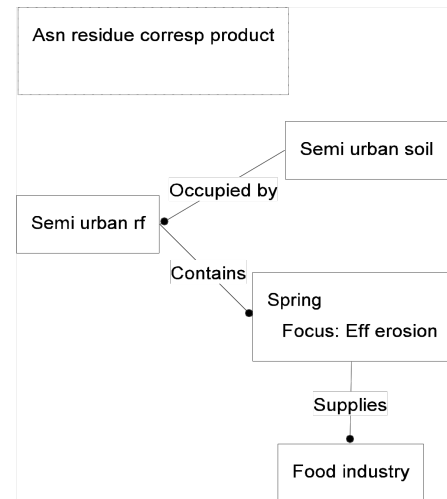 Asn residue corresp product
Semi urban soil
Occupied by
Semi urban rf
Contains
Spring
Focus: Eff erosion
Supplies
Food industry